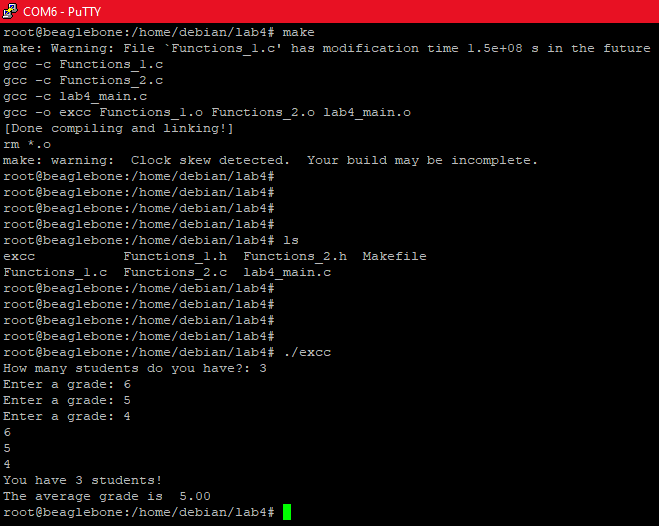 COM6 - PuTTY
root@beaglebone:/home/debian/lab4# make
make: Warning: File `Functions_1.c' has modification time 1.5e+08 s in the future
gcc -c Functions_1.c
gcc -c Functions_2.c
gcc -c lab4_main.c
gcc -o excc Functions_1.o Functions_2.o lab4_main.o
[Done compiling and linking!]
rm *.o
make: warning:  Clock skew detected.  Your build may be incomplete.
root@beaglebone:/home/debian/lab4#
root@beaglebone:/home/debian/lab4#
root@beaglebone:/home/debian/lab4#
root@beaglebone:/home/debian/lab4#
root@beaglebone:/home/debian/lab4# ls
excc           Functions_1.h  Functions_2.h  Makefile
Functions_1.c  Functions_2.c  lab4_main.c
root@beaglebone:/home/debian/lab4#
root@beaglebone:/home/debian/lab4#
root@beaglebone:/home/debian/lab4#
root@beaglebone:/home/debian/lab4#
root@beaglebone:/home/debian/lab4# ./excc
How many students do you have?: 3
Enter a grade: 6
Enter a grade: 5
Enter a grade: 4
6
5
4
You have 3 students!
The average grade is  5.00
root@beaglebone:/home/debian/lab4#